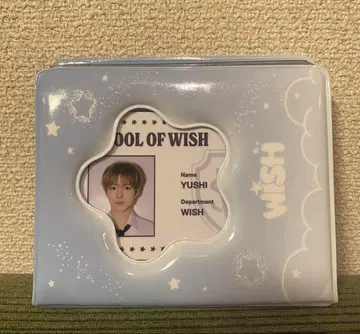 OOL OF WISH
Name
YUSHI
Department
WISH
WISH